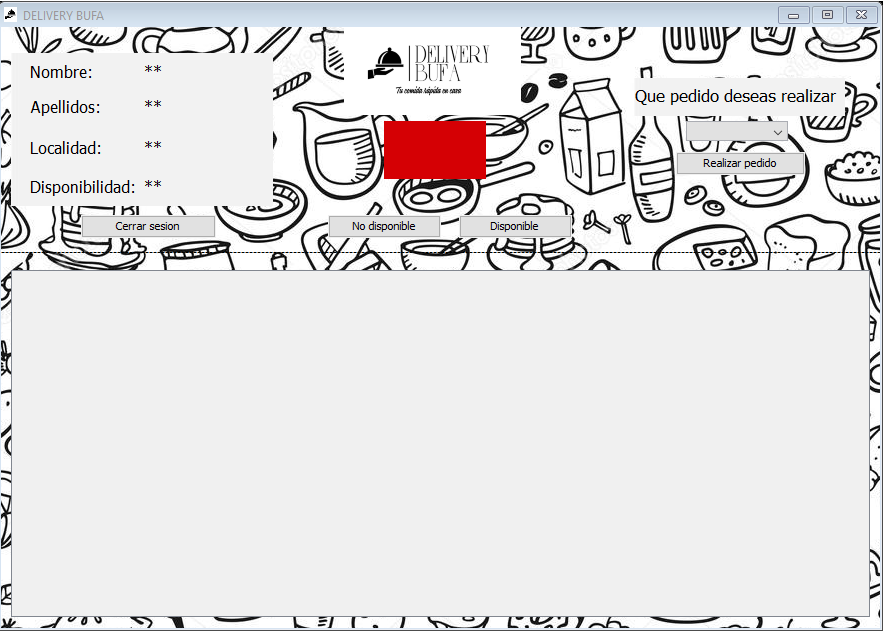 DELIVERY BUFA
Nombre: **
Apellidos: **
Localidad: **
Disponibilidad: **
Cerrar sesion
DELIVERY
BUFA
Tu comida rápida en casa
No disponible
Disponible
Que pedido deseas realizar
Realizar pedido